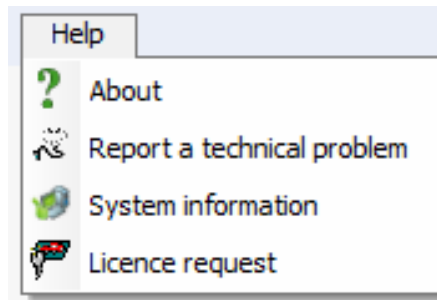 Help
About
Report a technical problem
System information
Licence request